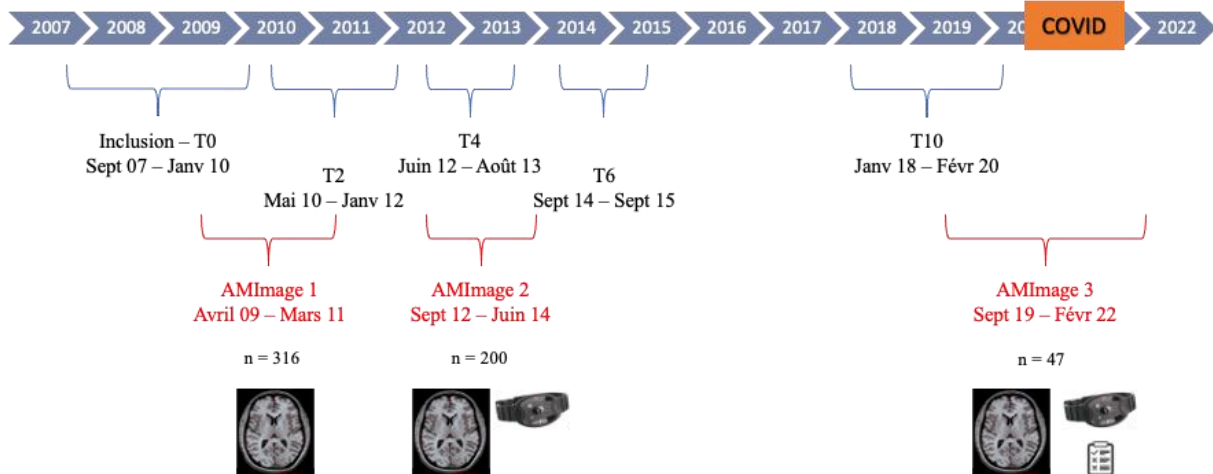 2007 2008 2009 2010 2011 2012 2013 2014 2015 2016 2017 2018 2019 COVID 2022
Inclusion – T0
Sept 07 – Janv 10
T2
Mai 10 – Janv 12
T4
Juin 12 – Août 13
T6
Sept 14 – Sept 15
T10
Janv 18 – Févr 20
AMImage 1
Avril 09 – Mars 11
AMImage 2
Sept 12 – Juin 14
AMImage 3
Sept 19 – Févr 22
n = 316
n = 200
n = 47